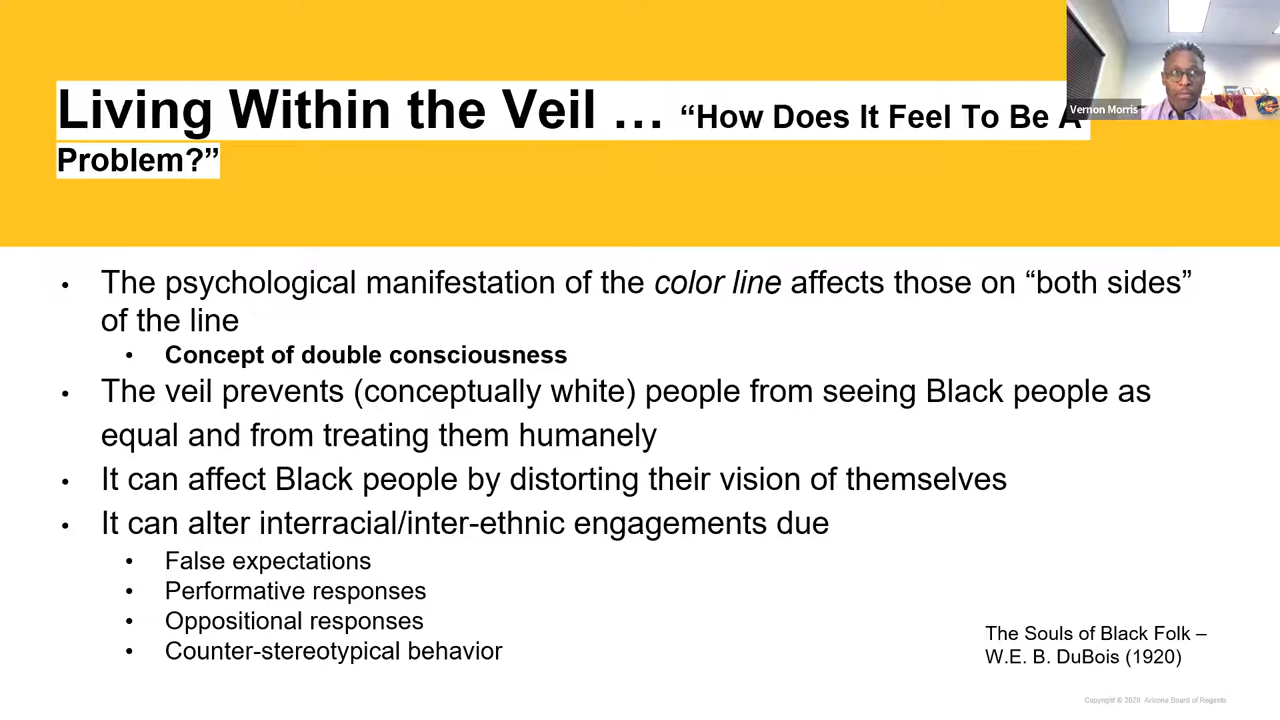 Living Within the Veil … “How Does It Feel To Be A
Problem?”
Vernon Morris
• The psychological manifestation of the color line affects those on “both sides”
of the line
• Concept of double consciousness
• The veil prevents (conceptually white) people from seeing Black people as
equal and from treating them humanely
• It can affect Black people by distorting their vision of themselves
• It can alter interracial/inter-ethnic engagements due
• False expectations
• Performative responses
• Oppositional responses
• Counter-stereotypical behavior
The Souls of Black Folk –
W.E. B. DuBois (1920)
Copyright © 2020 Arizona Board of Regents